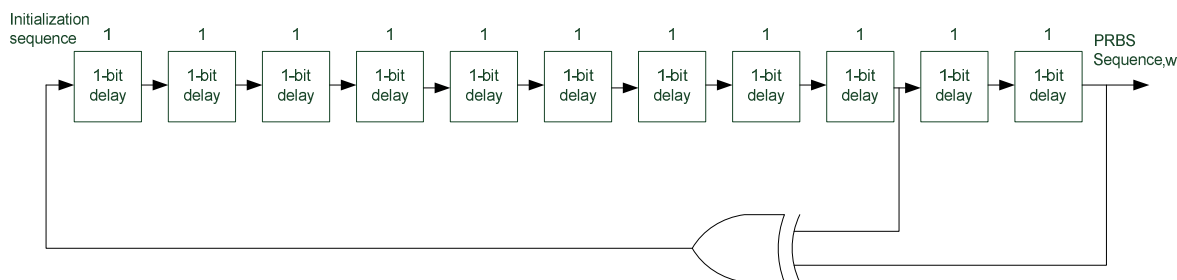 Initialization
sequence
1 1 1 1 1 1 1 1 1 1 1
PRBS
Sequence,w
1-bit 1-bit 1-bit 1-bit 1-bit 1-bit 1-bit 1-bit 1-bit 1-bit 1-bit
delay delay delay delay delay delay delay delay delay delay delay